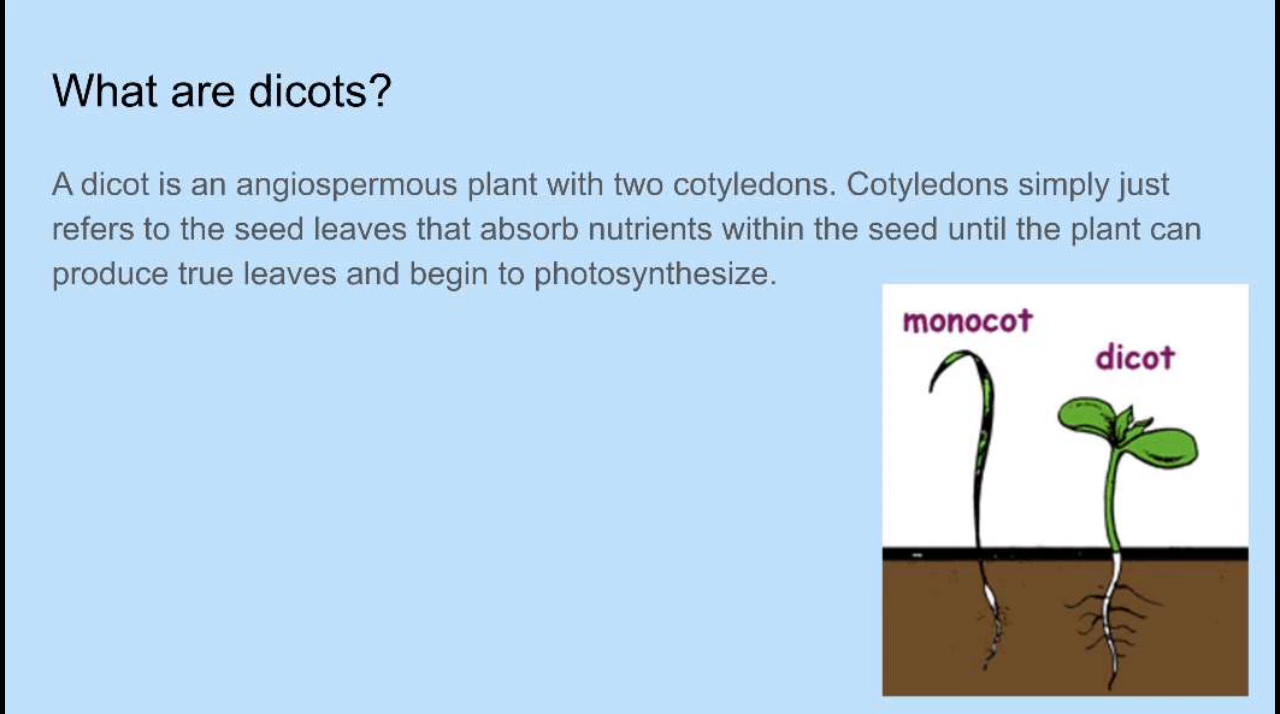 What are dicots?
A dicot is an angiospermous plant with two cotyledons. Cotyledons simply just
refers to the seed leaves that absorb nutrients within the seed until the plant can
produce true leaves and begin to photosynthesize.
monocot
dicot